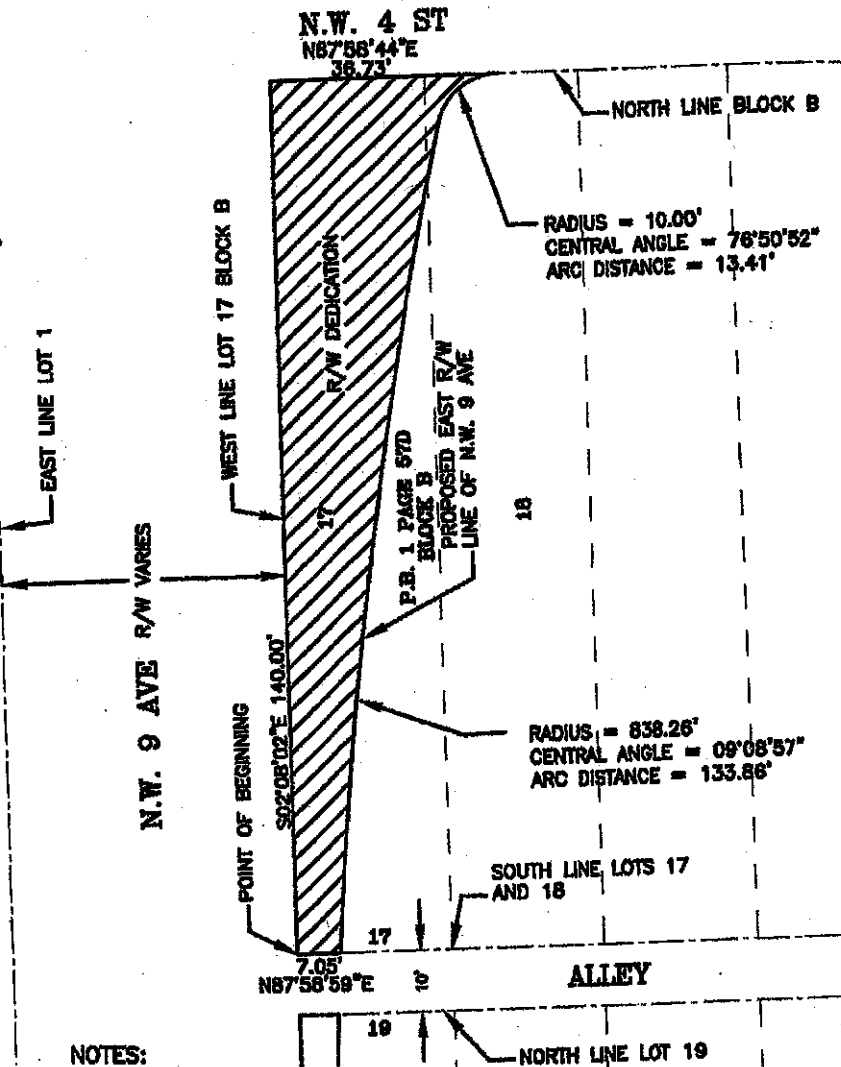 N.W. 4 ST
N87°58'44"E
36.73'
NORTH LINE BLOCK B
RADIUS = 10.00'
CENTRAL ANGLE = 76°50'52"
ARC DISTANCE = 13.41'
EAST LINE LOT 1
WEST LINE LOT 17 BLOCK B
R/W DEDICATION
17
P.B. 1 PAGE 57D
BLOCK B
PROPOSED EAST R/W
LINE OF N.W. 9 AVE
18
N.W. 9 AVE R/W VARIES
S02°08'02"E 140.00'
POINT OF BEGINNING
RADIUS = 838.26'
CENTRAL ANGLE = 09°08'57"
ARC DISTANCE = 133.86'
SOUTH LINE LOTS 17
AND 18
17
7.05'
N87°58'59"E
10'
ALLEY
19
NORTH LINE LOT 19
NOTES: